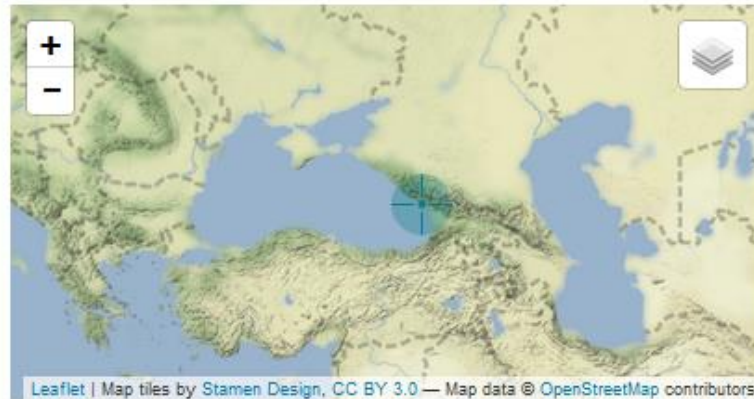 +
−
Leaflet | Map tiles by Stamen Design, CC BY 3.0 — Map data © OpenStreetMap contributors